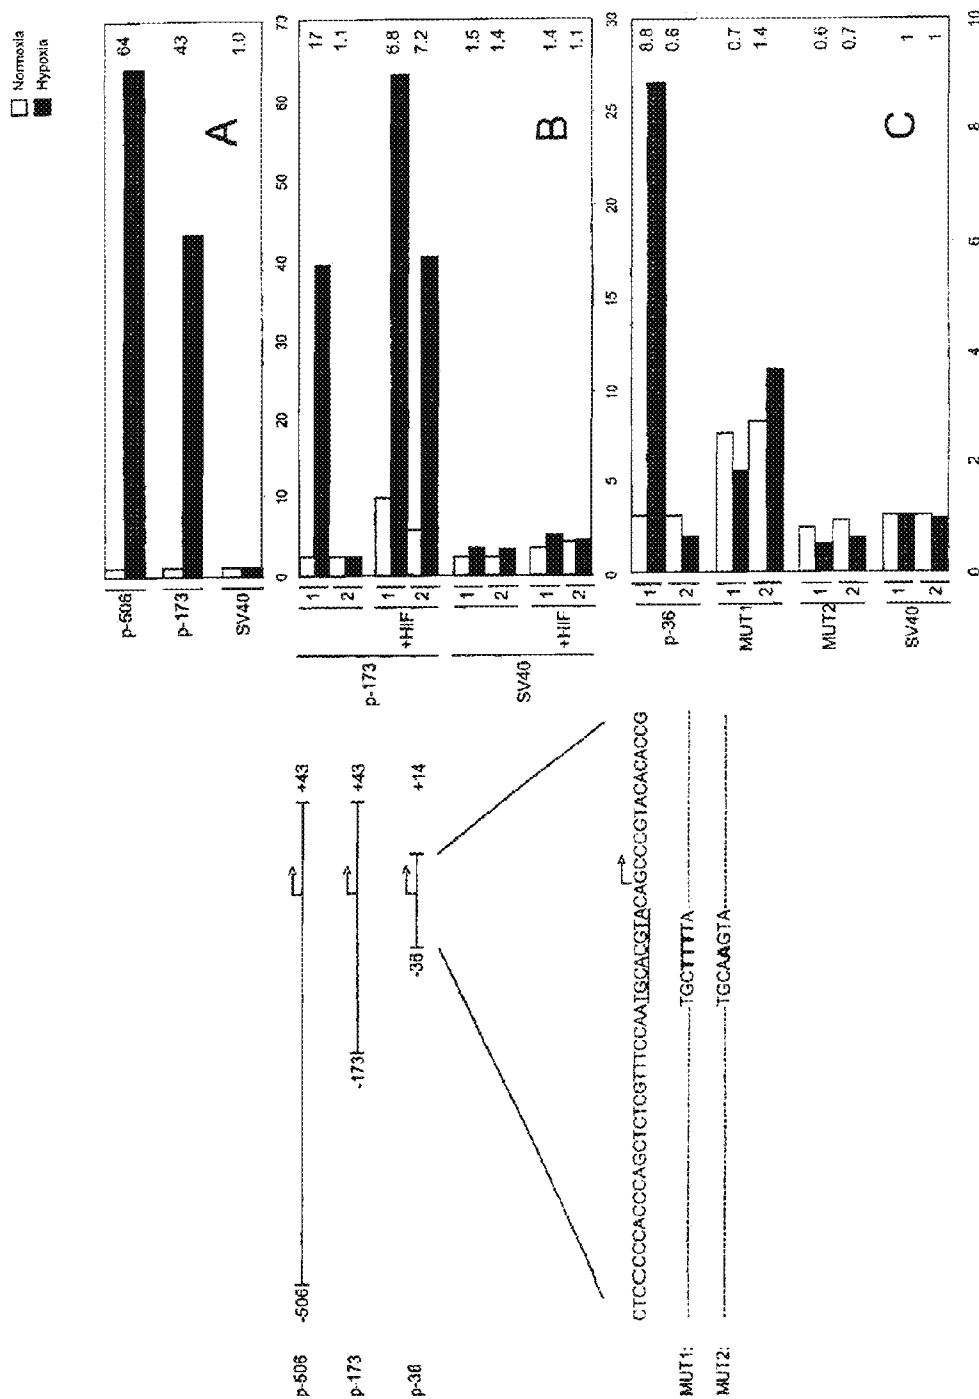 Normoxia
Hypoxia
p-506 -506 +43
p-173 -173 +43
p-36 -36 +14
CTCCCCCACCCAGCTCTCGTTTCCAATGCACGTACAGCCCGTACACACCG
MUT1: TGCTTTTA
MUT2: TGCAAGTA
A
p-506 64
p-173 43
SV40 1.0
0 10 20 30 40 50 60 70
B
p-173
1 17
2 1.1
+HIF
1 6.8
2 7.2
SV40
1 1.5
2 1.4
+HIF
1 1.4
2 1.1
0 5 10 15 20 25 30
C
p-36
1 8.8
2 0.6
MUT1
1 0.7
2 1.4
MUT2
1 0.6
2 0.7
SV40
1 1
2 1
0 2 4 6 8 10